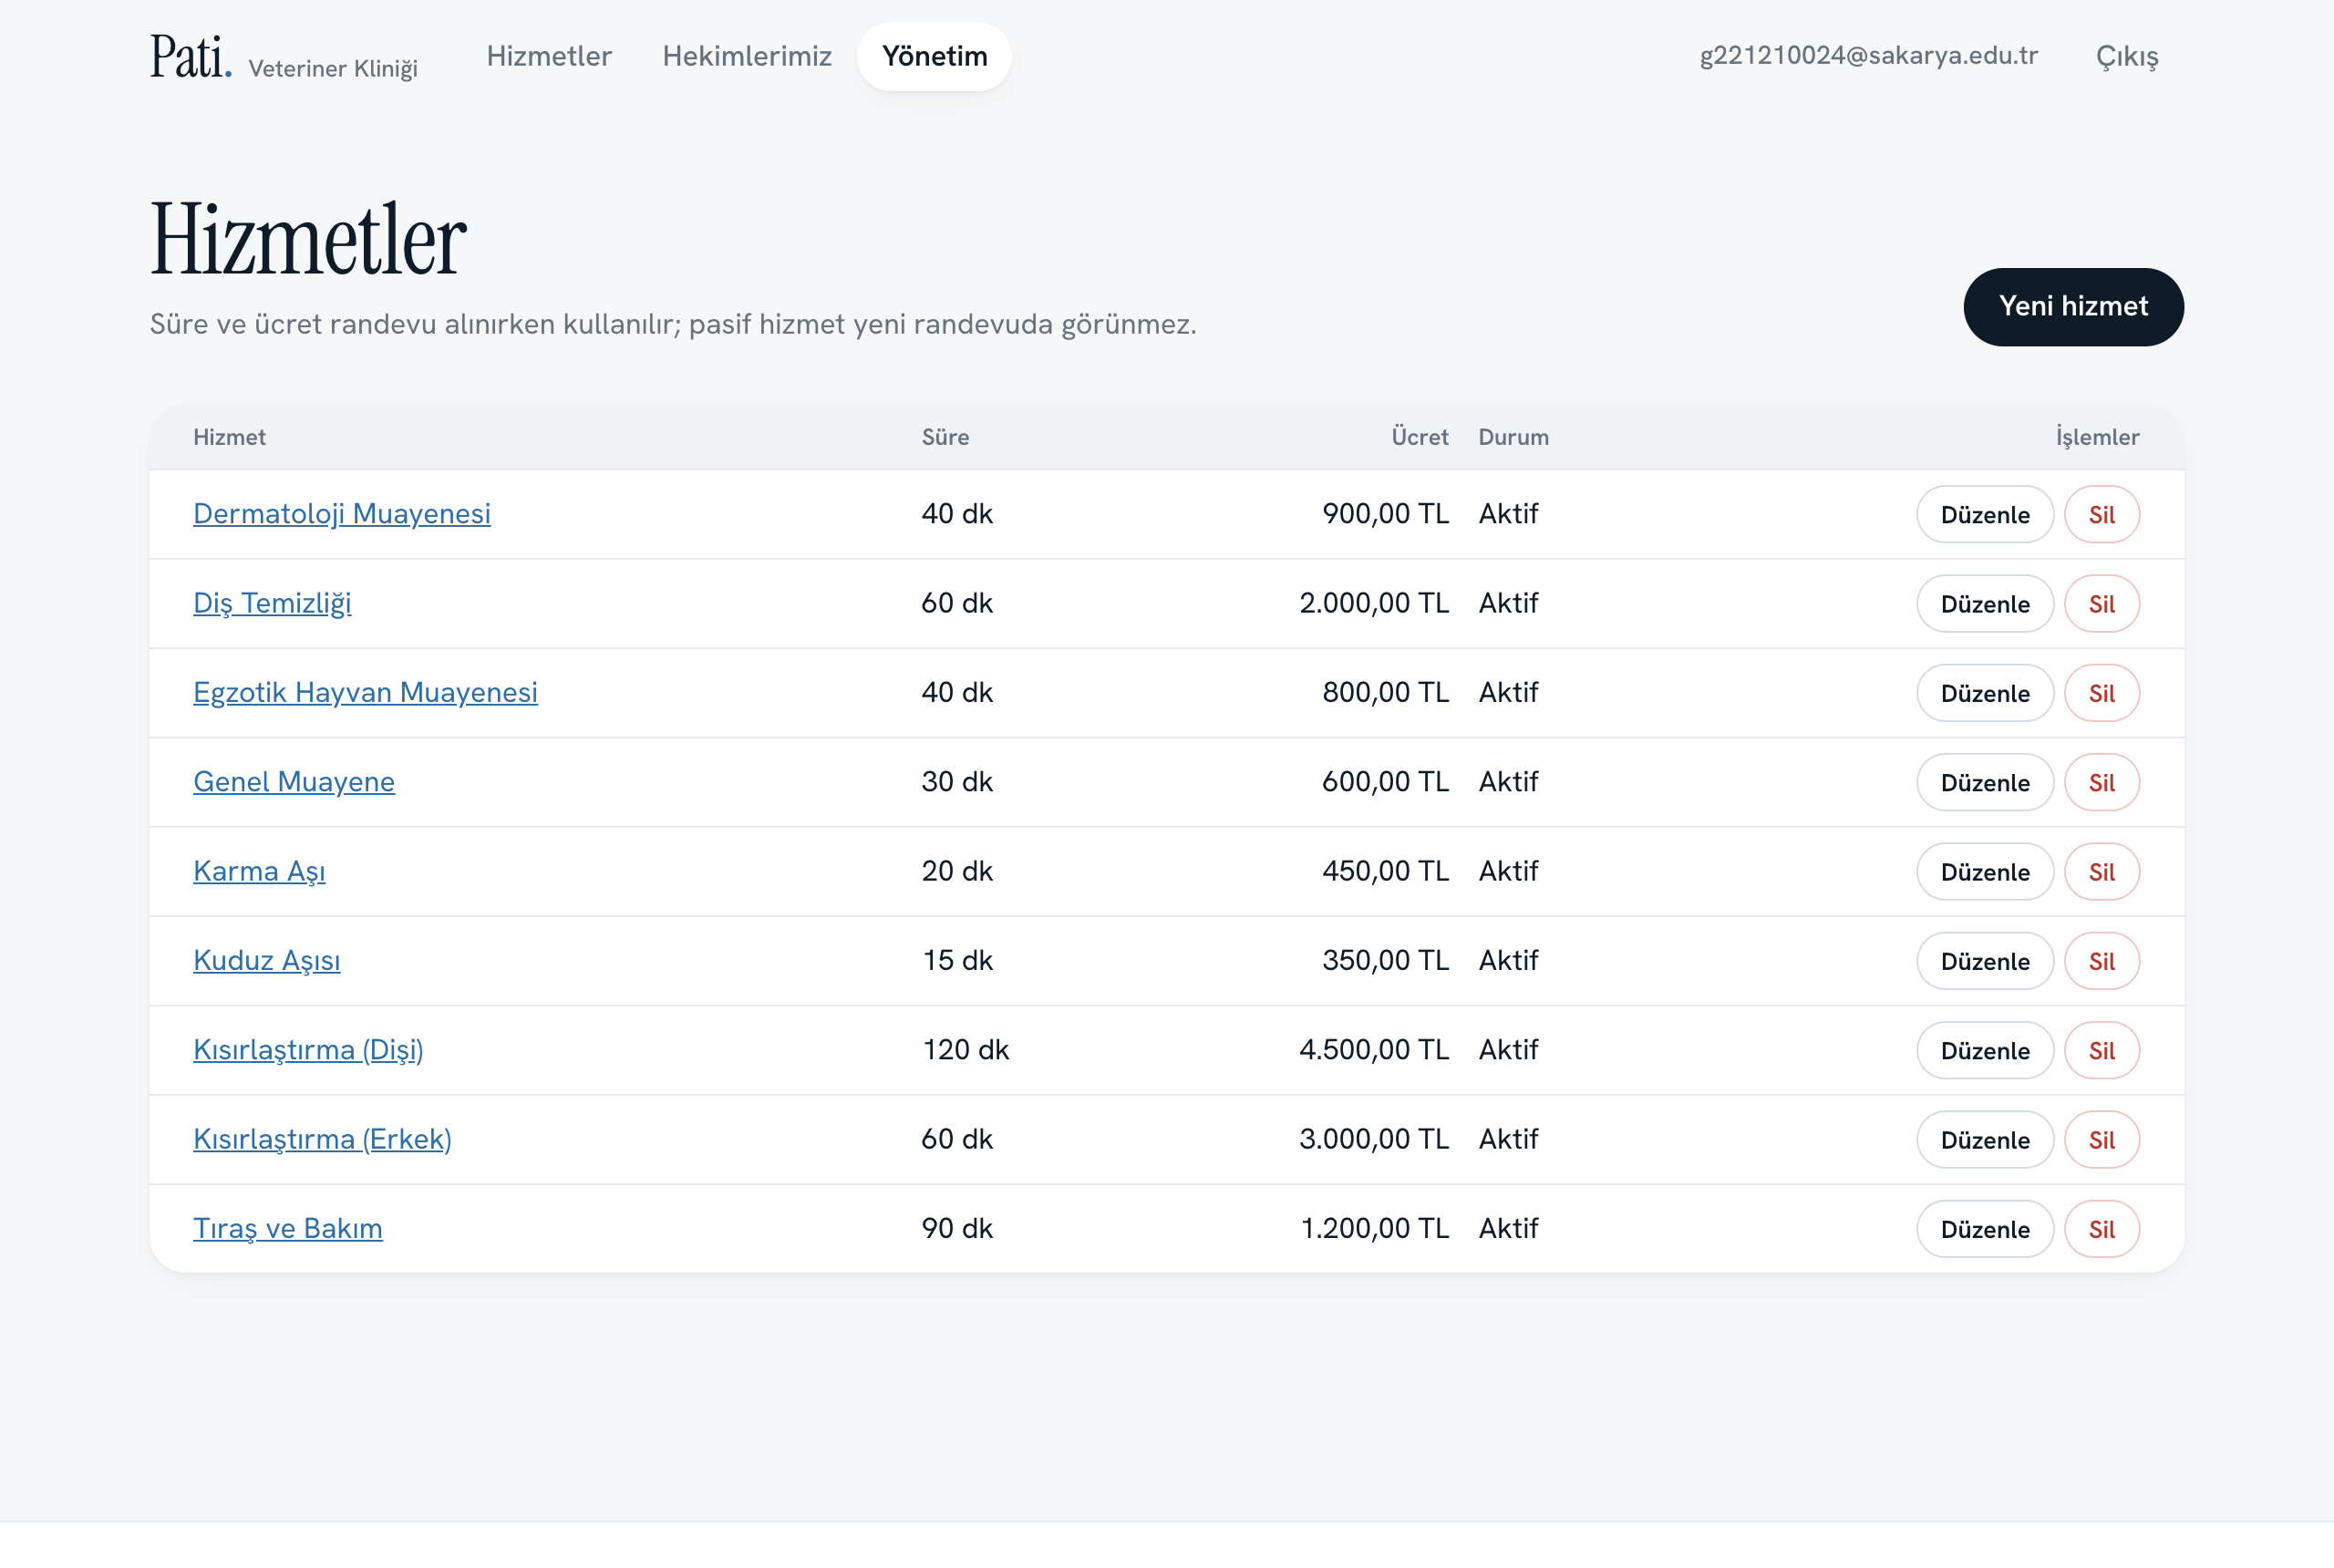 Pati. Veteriner Kliniği Hizmetler Hekimlerimiz Yönetim g221210024@sakarya.edu.tr Çıkış
Hizmetler
Süre ve ücret randevu alınırken kullanılır; pasif hizmet yeni randevuda görünmez.
Yeni hizmet
Hizmet Süre Ücret Durum İşlemler
Dermatoloji Muayenesi 40 dk 900,00 TL Aktif Düzenle Sil
Diş Temizliği 60 dk 2.000,00 TL Aktif Düzenle Sil
Egzotik Hayvan Muayenesi 40 dk 800,00 TL Aktif Düzenle Sil
Genel Muayene 30 dk 600,00 TL Aktif Düzenle Sil
Karma Aşı 20 dk 450,00 TL Aktif Düzenle Sil
Kuduz Aşısı 15 dk 350,00 TL Aktif Düzenle Sil
Kısırlaştırma (Dişi) 120 dk 4.500,00 TL Aktif Düzenle Sil
Kısırlaştırma (Erkek) 60 dk 3.000,00 TL Aktif Düzenle Sil
Tıraş ve Bakım 90 dk 1.200,00 TL Aktif Düzenle Sil